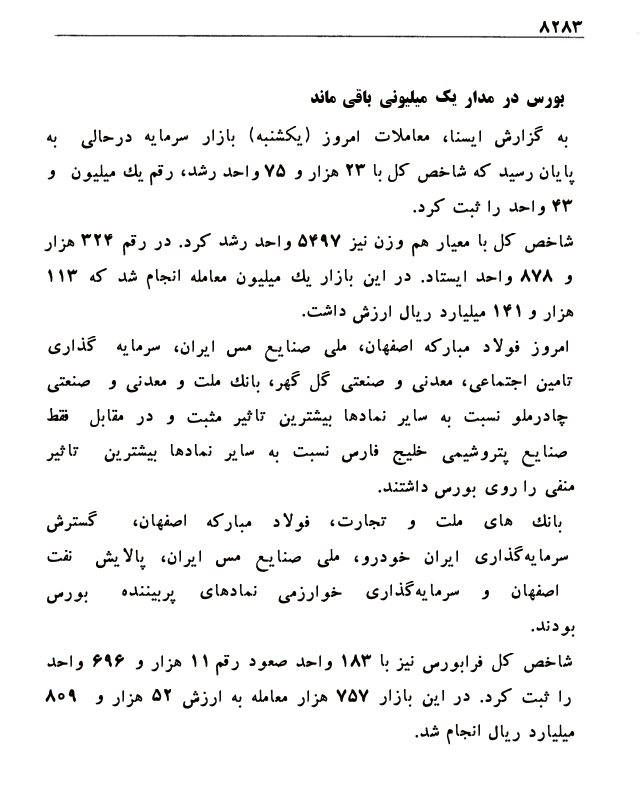 ۸۲۸۳
بورس در مدار یک میلیونی باقی ماند
به گزارش ایسنا، معاملات امروز (یکشنبه) بازار سرمایه درحالی به
پایان رسید که شاخص کل با ۲۳ هزار و ۷۵ واحد رشد، رقم یك میلیون و
۴۳ واحد را ثبت کرد.
شاخص کل با معیار هم وزن نیز ۵۴۹۷ واحد رشد کرد. در رقم ۳۲۴ هزار
و ۸۷۸ واحد ایستاد. در این بازار یك میلیون معامله انجام شد که ۱۱۳
هزار و ۱۴۱ میلیارد ریال ارزش داشت.
امروز فولاد مبارکه اصفهان، ملی صنایع مس ایران، سرمایه گذاری
تامین اجتماعی، معدنی و صنعتی گل گهر، بانك ملت و معدنی و صنعتی
چادرملو نسبت به سایر نمادها بیشترین تاثیر مثبت و در مقابل فقط
صنایع پتروشیمی خلیج فارس نسبت به سایر نمادها بیشترین تاثیر
منفی را روی بورس داشتند.
بانك های ملت و تجارت، فولاد مبارکه اصفهان، گسترش
سرمایه‌گذاری ایران خودرو، ملی صنایع مس ایران، پالایش نفت
اصفهان و سرمایه‌گذاری خوارزمی نمادهای پربیننده بورس
بودند.
شاخص کل فرابورس نیز با ۱۸۳ واحد صعود رقم ۱۱ هزار و ۶۹۶ واحد
را ثبت کرد. در این بازار ۷۵۷ هزار معامله به ارزش ۵۲ هزار و ۸۰۹
میلیارد ریال انجام شد.